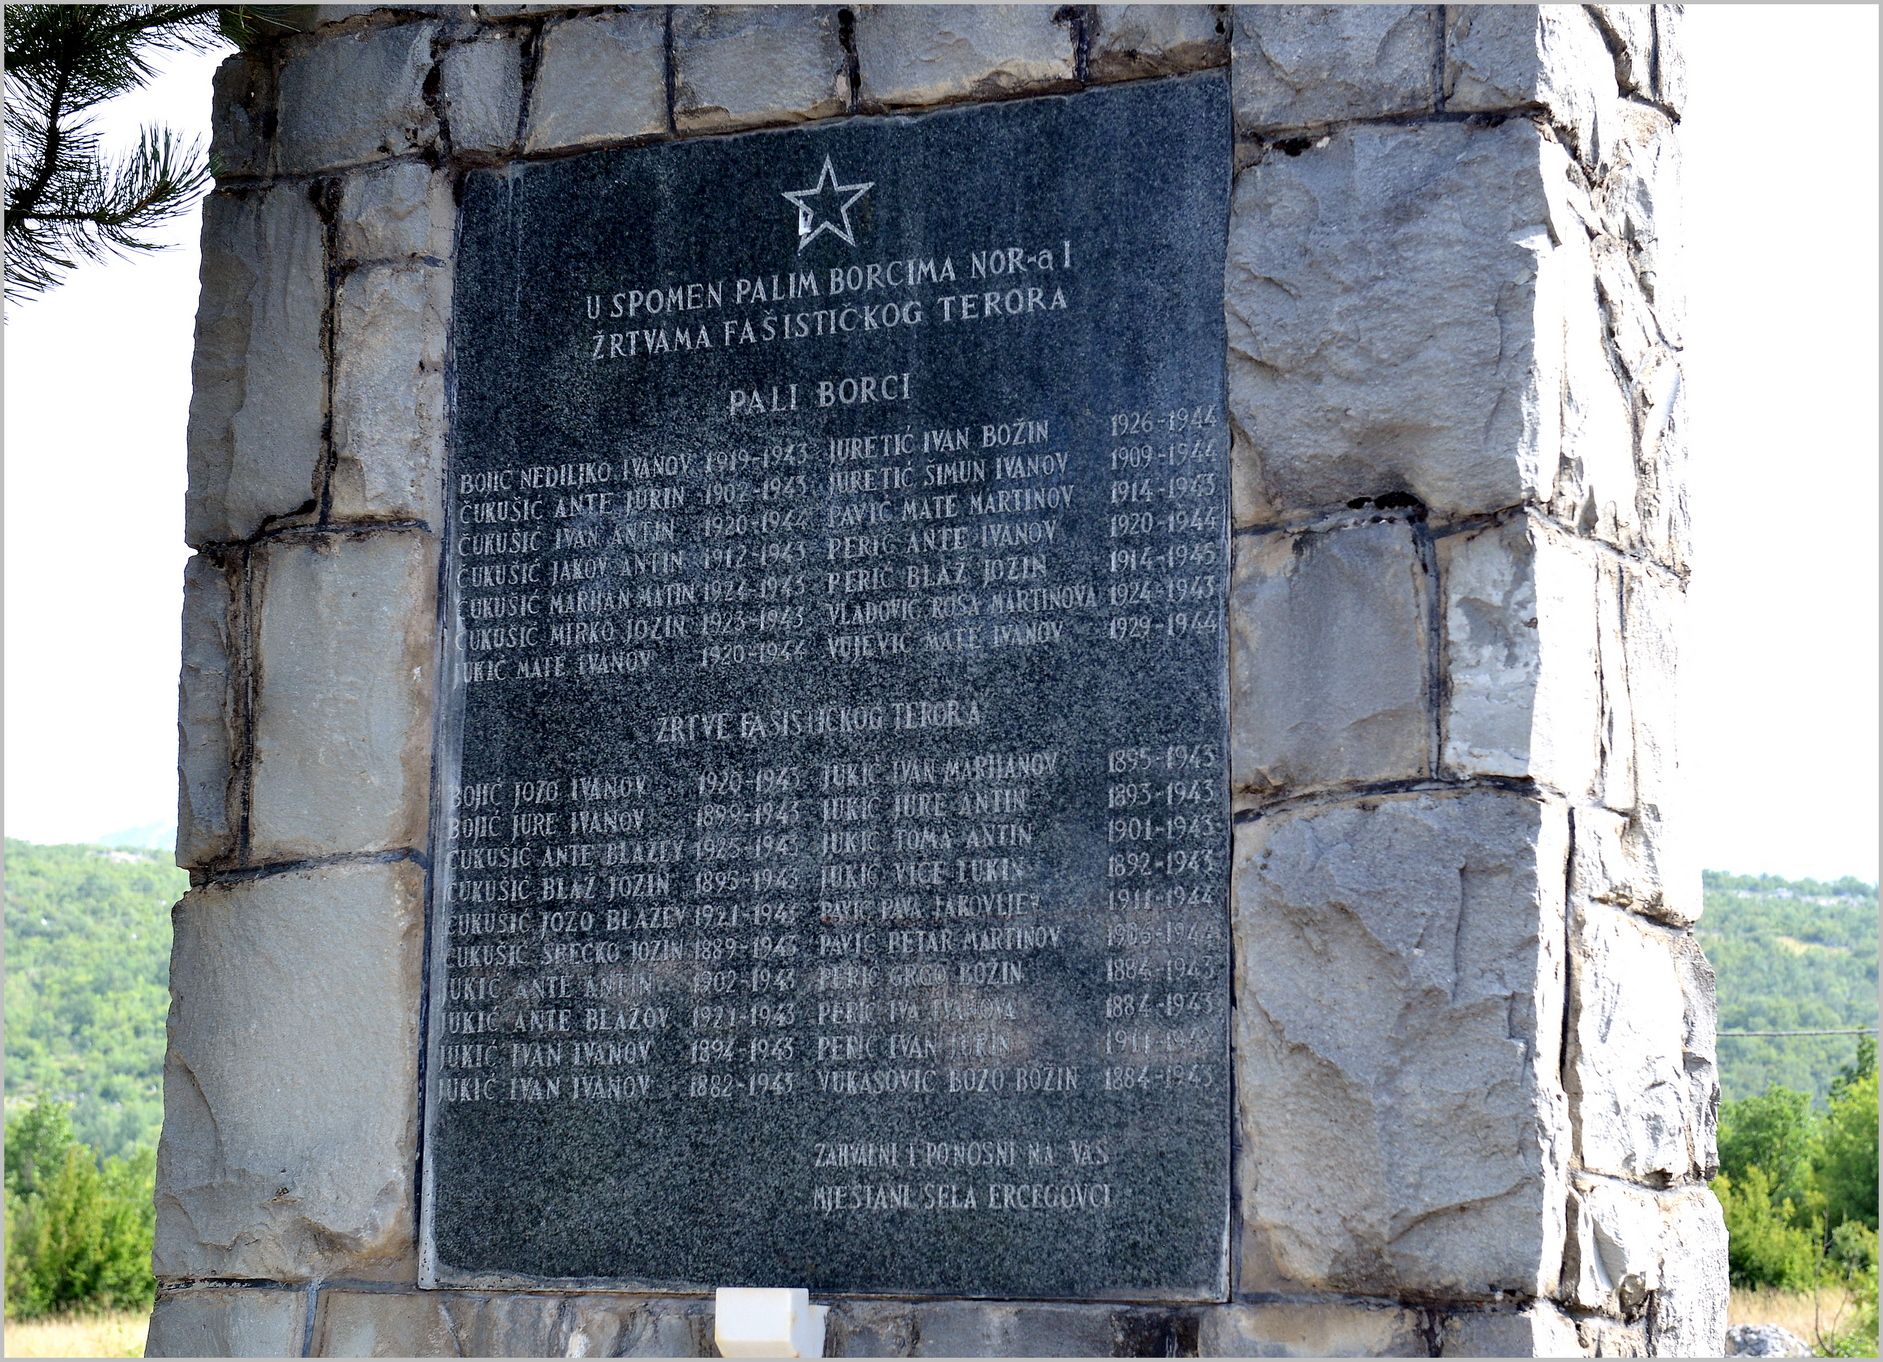 U SPOMEN PALIM BORCIMA NOR-a I
ŽRTVAMA FAŠISTIČKOG TERORA
PALI BORCI
BOJIĆ NEDILJKO IVANOV 1919-1943 JURETIĆ IVAN BOŽIN 1926-1944
ČUKUŠIĆ ANTE JURIN 1902-1943 JURETIĆ ŠIMUN IVANOV 1909-1944
ČUKUŠIĆ IVAN ANTIN 1920-1944 PAVIĆ MATE MARTINOV 1914-1943
ČUKUŠIĆ JAKOV ANTIN 1912-1943 PERIĆ ANTE IVANOV 1920-1944
ČUKUŠIĆ MARIJAN MATIN 1924-1943 PERIĆ BLAŽ JOZIN 1914-1945
ČUKUŠIĆ MIRKO JOZIN 1923-1943 VLADOVIĆ ROSA MARTINOVA 1924-1943
JUKIĆ MATE IVANOV 1920-1944 VUJEVIĆ MATE IVANOV 1929-1944
ŽRTVE FAŠISTIČKOG TERORA
BOJIĆ JOZO IVANOV 1920-1943 JUKIĆ IVAN MARIJANOV 1895-1943
BOJIĆ JURE IVANOV 1899-1943 JUKIĆ JURE ANTIN 1893-1943
ČUKUŠIĆ ANTE BLAŽEV 1925-1943 JUKIĆ TOMA ANTIN 1901-1943
ČUKUŠIĆ BLAŽ JOZIN 1895-1943 JUKIĆ VICE LUKIN 1892-1943
ČUKUŠIĆ JOZO BLAŽEV 1921-1943 PAVIĆ PAVA JAKOVLJEV 1911-1944
ČUKUŠIĆ SREĆKO JOZIN 1889-1943 PAVIĆ PETAR MARTINOV
JUKIĆ ANTE ANTIN 1902-1943 PERIĆ GRGO BOŽIN 1884-1943
JUKIĆ ANTE BLAŽOV 1921-1943 PERIĆ IVA IVANOVA 1884-1943
JUKIĆ IVAN IVANOV 1894-1943 PERIĆ IVAN JURIN
JUKIĆ IVAN IVANOV 1882-1943 VUKASOVIĆ BOŽO BOŽIN 1884-1943
ZAHVALNI I PONOSNI NA VAS
MJEŠTANI SELA ERCEGOVCI